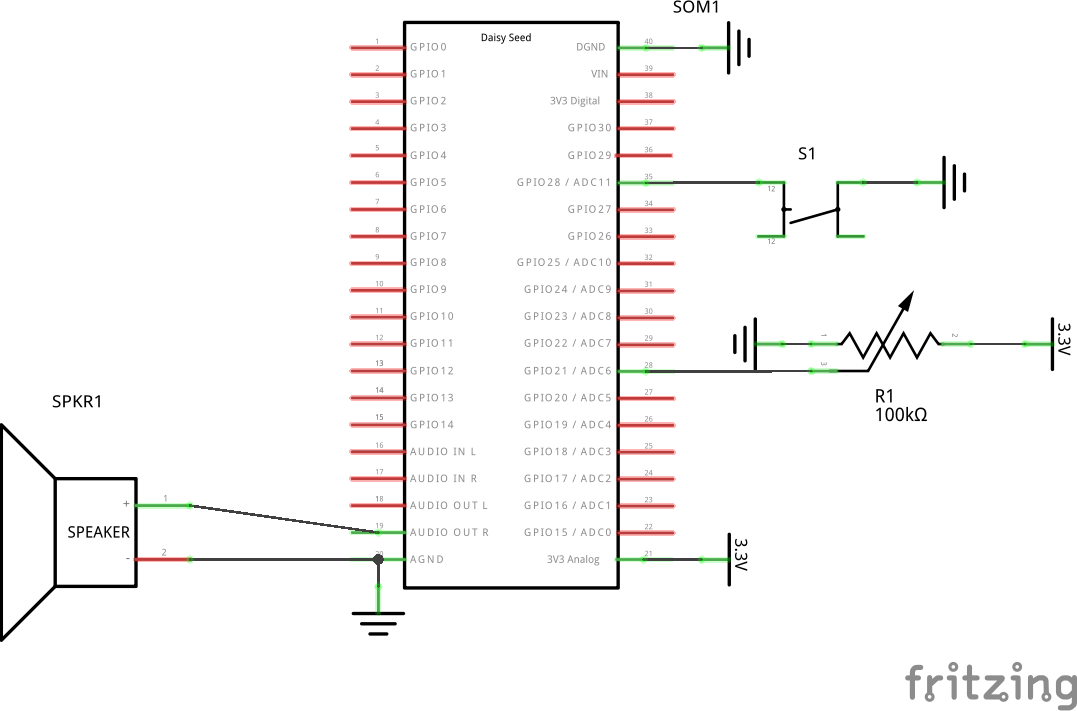 SOM1
Daisy Seed
1 GPIO0 DGND 40
2 GPIO1 VIN 39
3 GPIO2 3V3 Digital 38
4 GPIO3 GPIO30 37
5 GPIO4 GPIO29 36
S1
6 GPIO5 GPIO28 / ADC11 35 12
7 GPIO6 GPIO27 34
8 GPIO7 GPIO26 33 12
9 GPIO8 GPIO25 / ADC10 32
10 GPIO9 GPIO24 / ADC9 31
11 GPIO10 GPIO23 / ADC8 30
12 GPIO11 GPIO22 / ADC7 29 1 2 3.3V
13 GPIO12 GPIO21 / ADC6 28 3
14 GPIO13 GPIO20 / ADC5 27
R1
100kΩ
SPKR1
15 GPIO14 GPIO19 / ADC4 26
16 AUDIO IN L GPIO18 / ADC3 25
17 AUDIO IN R GPIO17 / ADC2 24
+ 1 18 AUDIO OUT L GPIO16 / ADC1 23
SPEAKER 19 AUDIO OUT R GPIO15 / ADC0 22
- 2 20 AGND 3V3 Analog 21 3.3V
fritzing